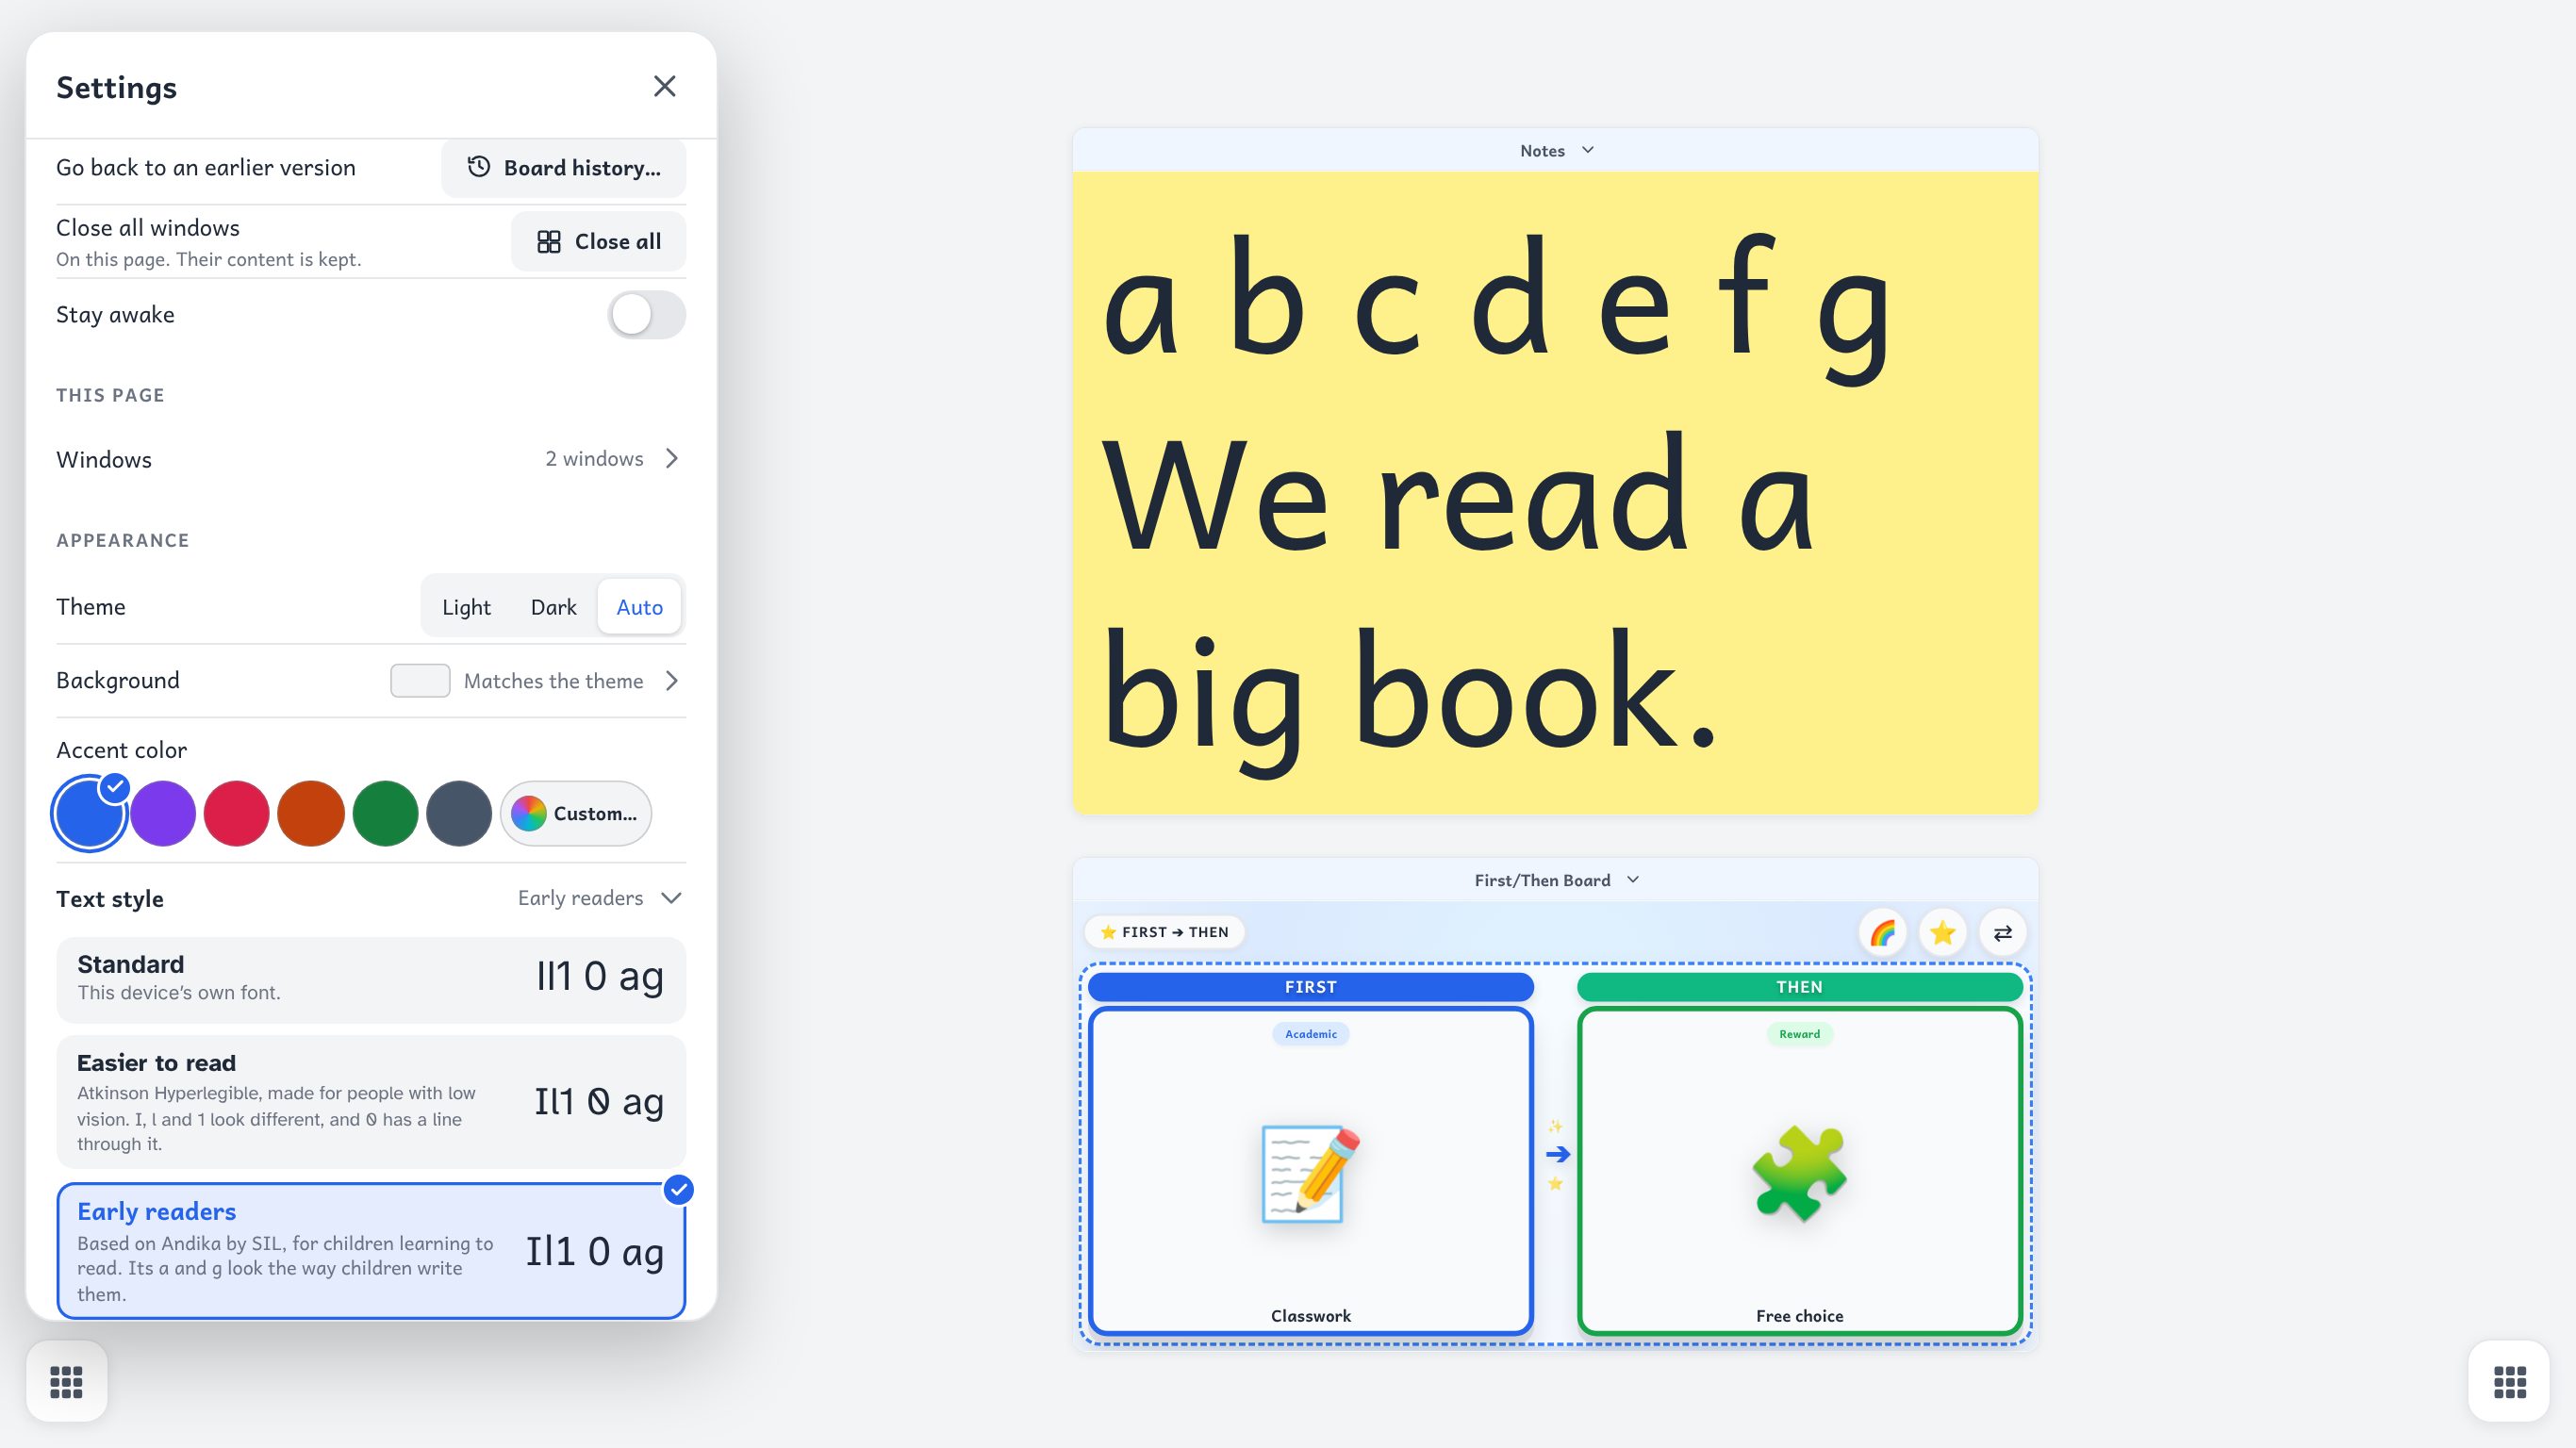 Settings
Go back to an earlier version
Board history...
Close all windows
On this page. Their content is kept.
Close all
Stay awake
THIS PAGE
Windows
2 windows
APPEARANCE
Theme
Light
Dark
Auto
Background
Matches the theme
Accent color
Custom...
Text style
Early readers
Standard
This device's own font.
Il1 0 ag
Easier to read
Atkinson Hyperlegible, made for people with low
vision. I, l and 1 look different, and 0 has a line
through it.
Il1 0 ag
Early readers
Based on Andika by SIL, for children learning to
read. Its a and g look the way children write
them.
Il1 0 ag
Notes
a b c d e f g
We read a
big book.
First/Then Board
FIRST → THEN
FIRST
Academic
Classwork
THEN
Reward
Free choice